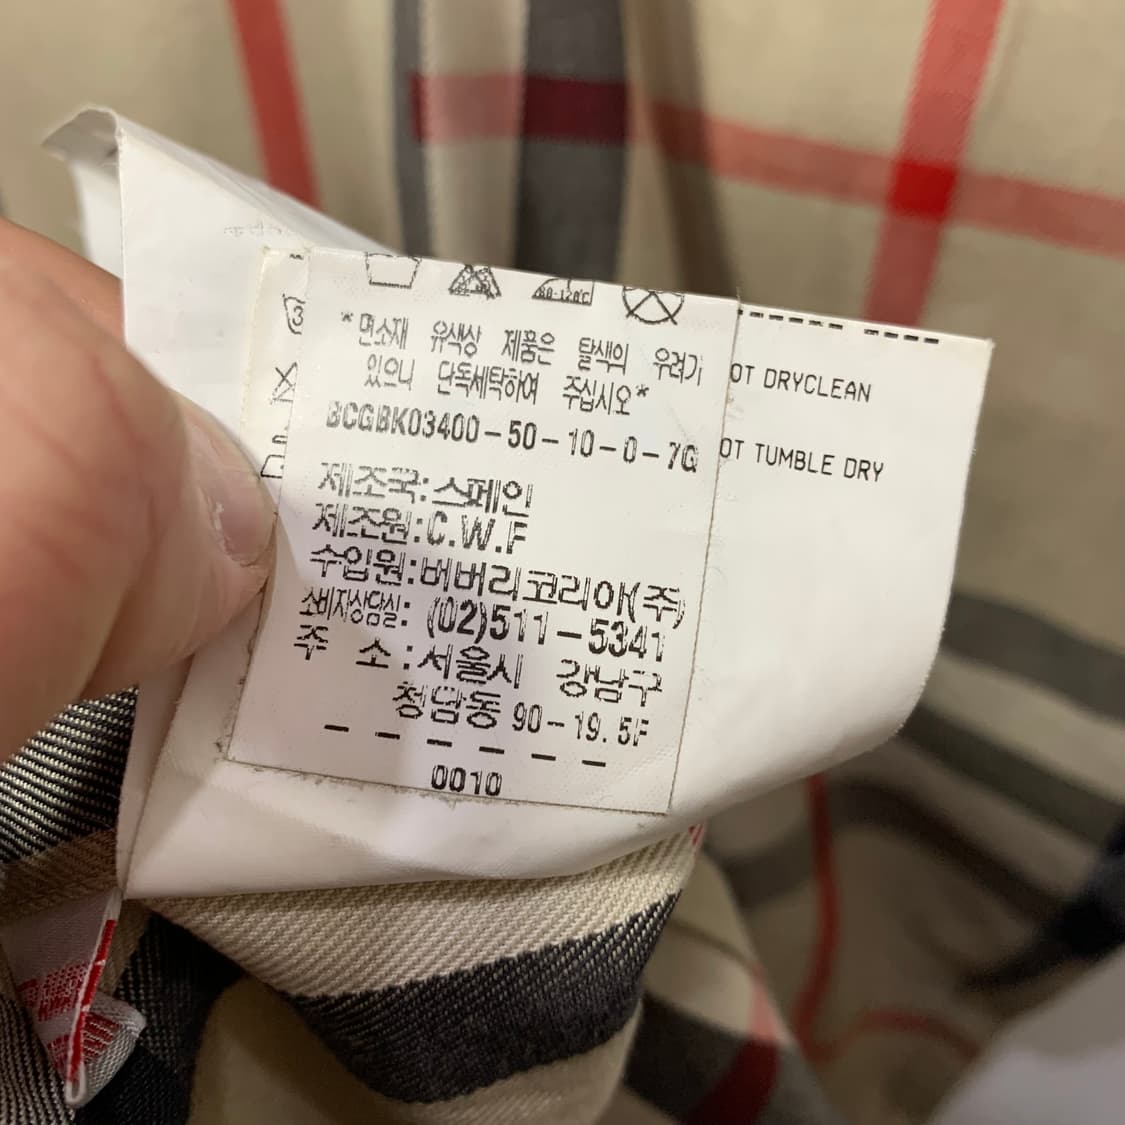 80-120℃
*면소재 유색상 제품은 탈색의 우려가
있으니 단독세탁하여 주십시오*
BCGBK03400-50-10-0-7G
제조국:스페인
제조원:C.W.F
수입원:버버리코리아(주)
소비자상담실: (02)511-5341
주 소:서울시 강남구
청담동 90-19. 5F
0010
OT DRYCLEAN
OT TUMBLE DRY